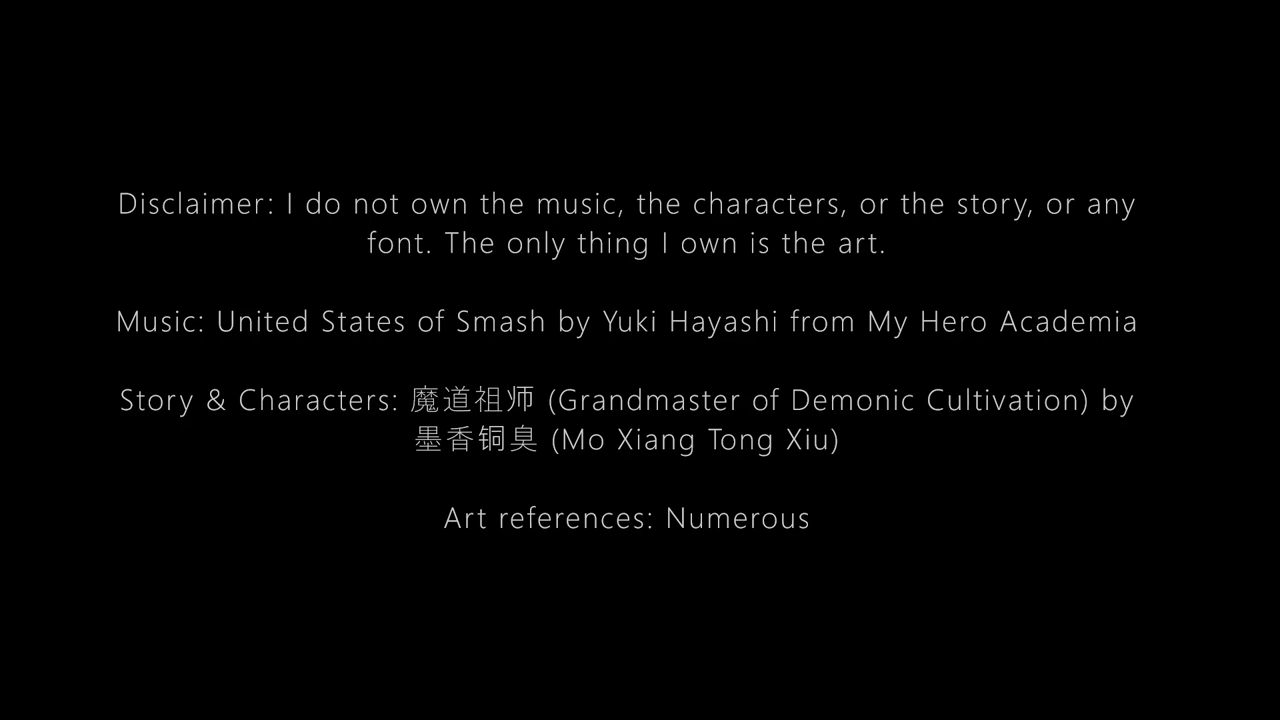 Disclaimer: I do not own the music, the characters, or the story, or any
font. The only thing I own is the art.
Music: United States of Smash by Yuki Hayashi from My Hero Academia
Story & Characters: 魔道祖师 (Grandmaster of Demonic Cultivation) by
墨香铜臭 (Mo Xiang Tong Xiu)
Art references: Numerous